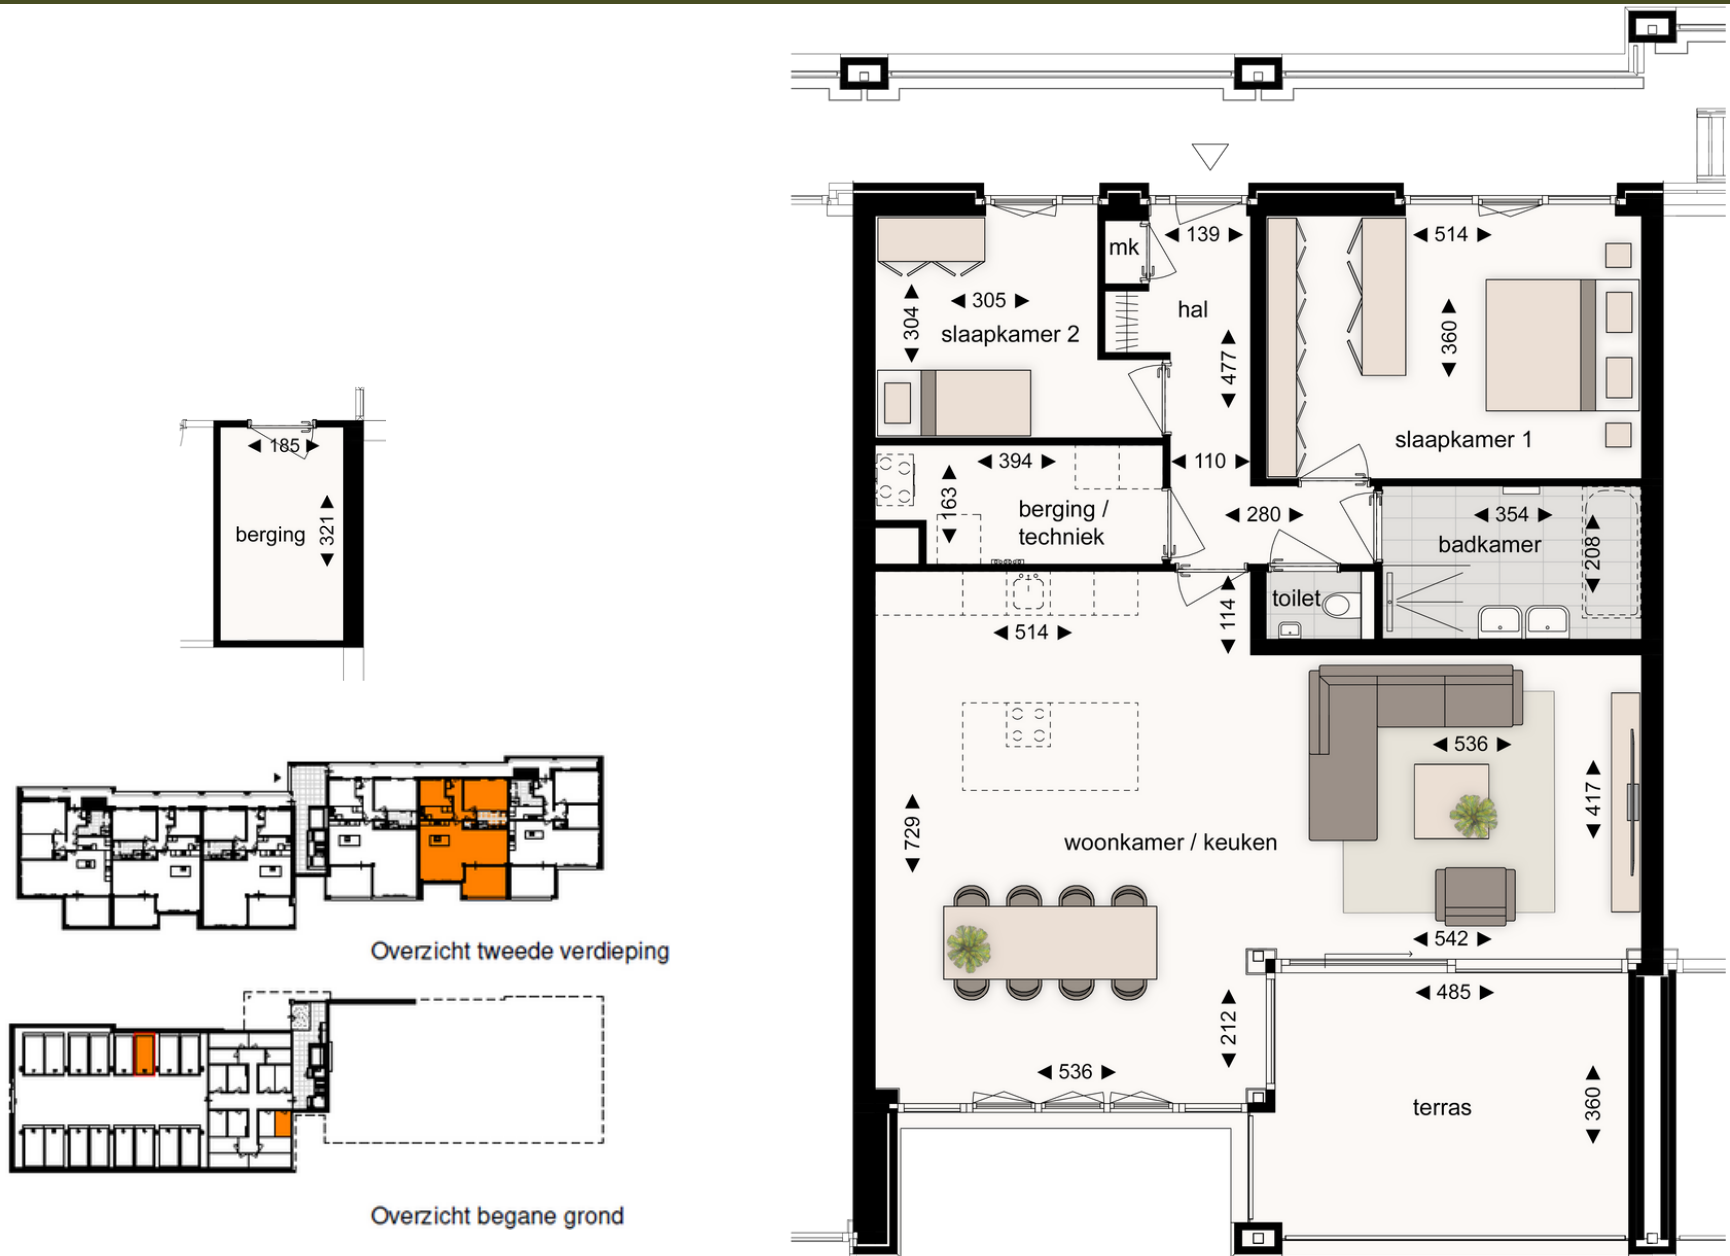 mk
◄ 139 ►
◄ 514 ►
◄ 305 ►
◄ 304 ►
hal
slaapkamer 2
◄ 477 ►
◄ 360 ►
slaapkamer 1
◄ 185 ►
berging
◄ 321 ►
◄ 394 ►
◄ 110 ►
◄ 163 ►
berging /
techniek
◄ 280 ►
◄ 354 ►
badkamer
◄ 208 ►
toilet
◄ 114 ►
◄ 514 ►
◄ 536 ►
◄ 417 ►
◄ 729 ►
woonkamer / keuken
◄ 542 ►
◄ 485 ►
◄ 212 ►
◄ 536 ►
terras
◄ 360 ►
Overzicht tweede verdieping
Overzicht begane grond